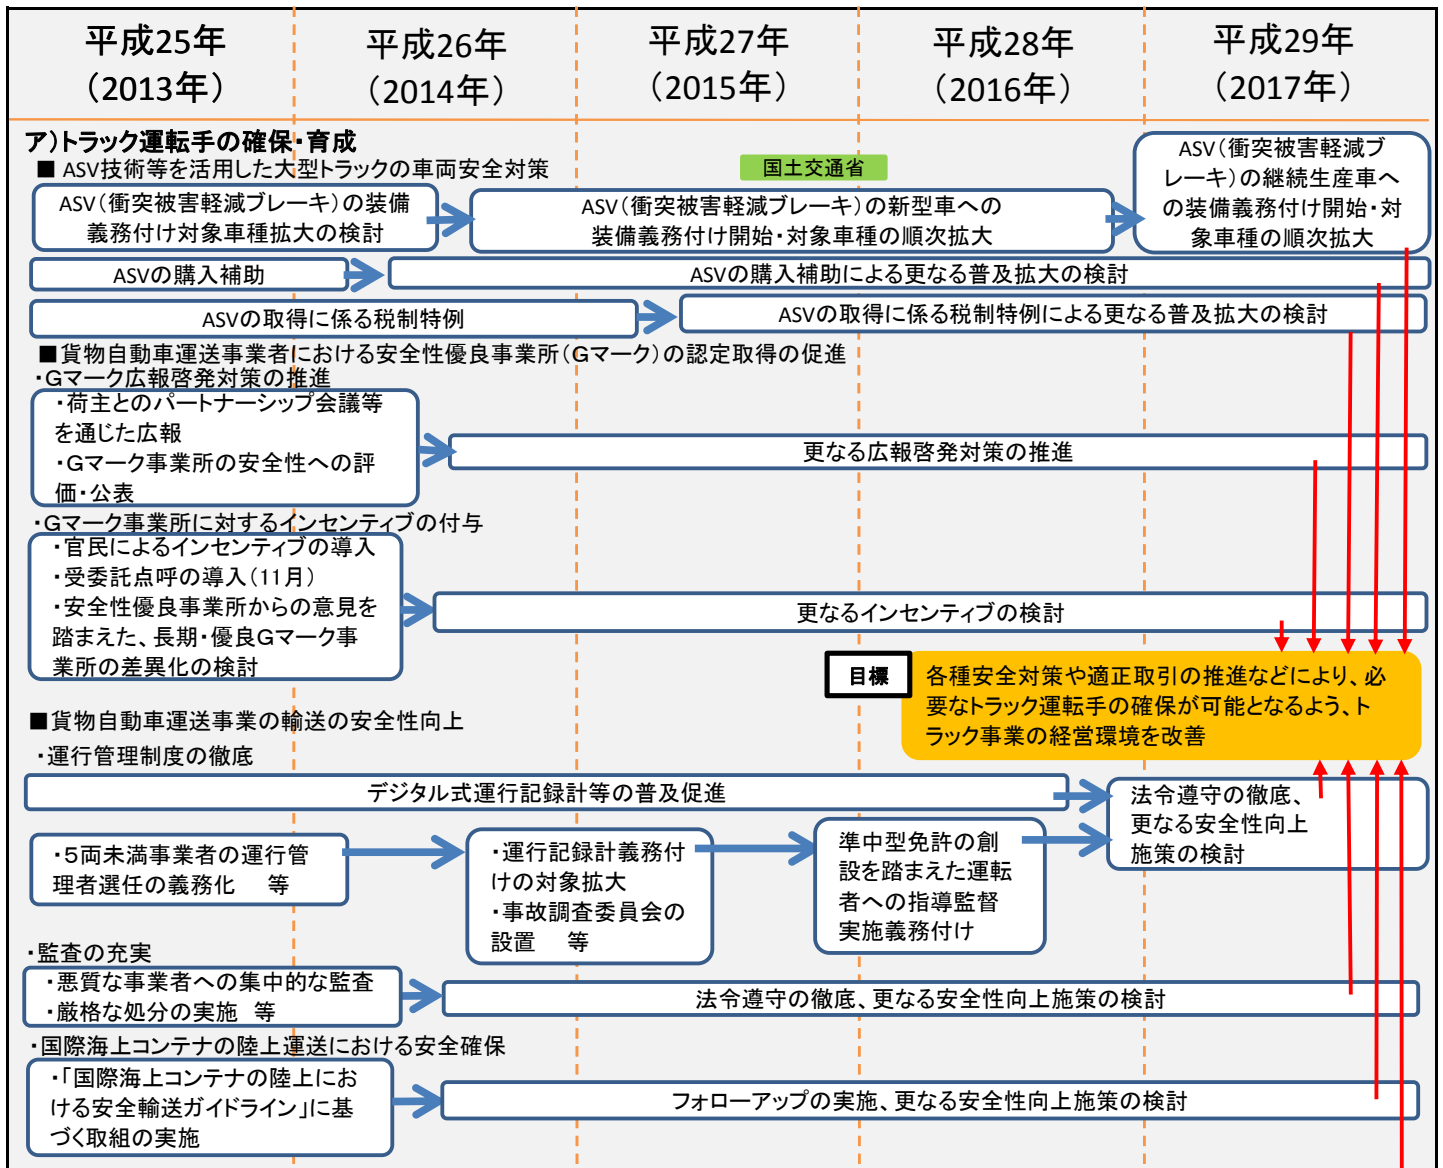 平成25年
（2013年）
平成26年
（2014年）
平成27年
（2015年）
平成28年
（2016年）
平成29年
（2017年）
ア）トラック運転手の確保・育成
■ ASV技術等を活用した大型トラックの車両安全対策
国土交通省
ASV（衝突被害軽減ブレーキ）の装備
義務付け対象車種拡大の検討
ASV（衝突被害軽減ブレーキ）の新型車への
装備義務付け開始・対象車種の順次拡大
ASV（衝突被害軽減ブ
レーキ）の継続生産車へ
の装備義務付け開始・対
象車種の順次拡大
ASVの購入補助
ASVの購入補助による更なる普及拡大の検討
ASVの取得に係る税制特例
ASVの取得に係る税制特例による更なる普及拡大の検討
■貨物自動車運送事業者における安全性優良事業所（Gマーク）の認定取得の促進
・Gマーク広報啓発対策の推進
・荷主とのパートナーシップ会議等
を通じた広報
・Gマーク事業所の安全性への評
価・公表
更なる広報啓発対策の推進
・Gマーク事業所に対するインセンティブの付与
・官民によるインセンティブの導入
・受委託点呼の導入（11月）
・安全性優良事業所からの意見を
踏まえた、長期・優良Gマーク事
業所の差異化の検討
更なるインセンティブの検討
目標
各種安全対策や適正取引の推進などにより、必
要なトラック運転手の確保が可能となるよう、ト
ラック事業の経営環境を改善
■貨物自動車運送事業の輸送の安全性向上
・運行管理制度の徹底
デジタル式運行記録計等の普及促進
法令遵守の徹底、
更なる安全性向上
施策の検討
・５両未満事業者の運行管
理者選任の義務化　等
・運行記録計義務付
けの対象拡大
・事故調査委員会の
設置　等
準中型免許の創
設を踏まえた運転
者への指導監督
実施義務付け
・監査の充実
・悪質な事業者への集中的な監査
・厳格な処分の実施　等
法令遵守の徹底、更なる安全性向上施策の検討
・国際海上コンテナの陸上運送における安全確保
・「国際海上コンテナの陸上にお
ける安全輸送ガイドライン」に基
づく取組の実施
フォローアップの実施、更なる安全性向上施策の検討